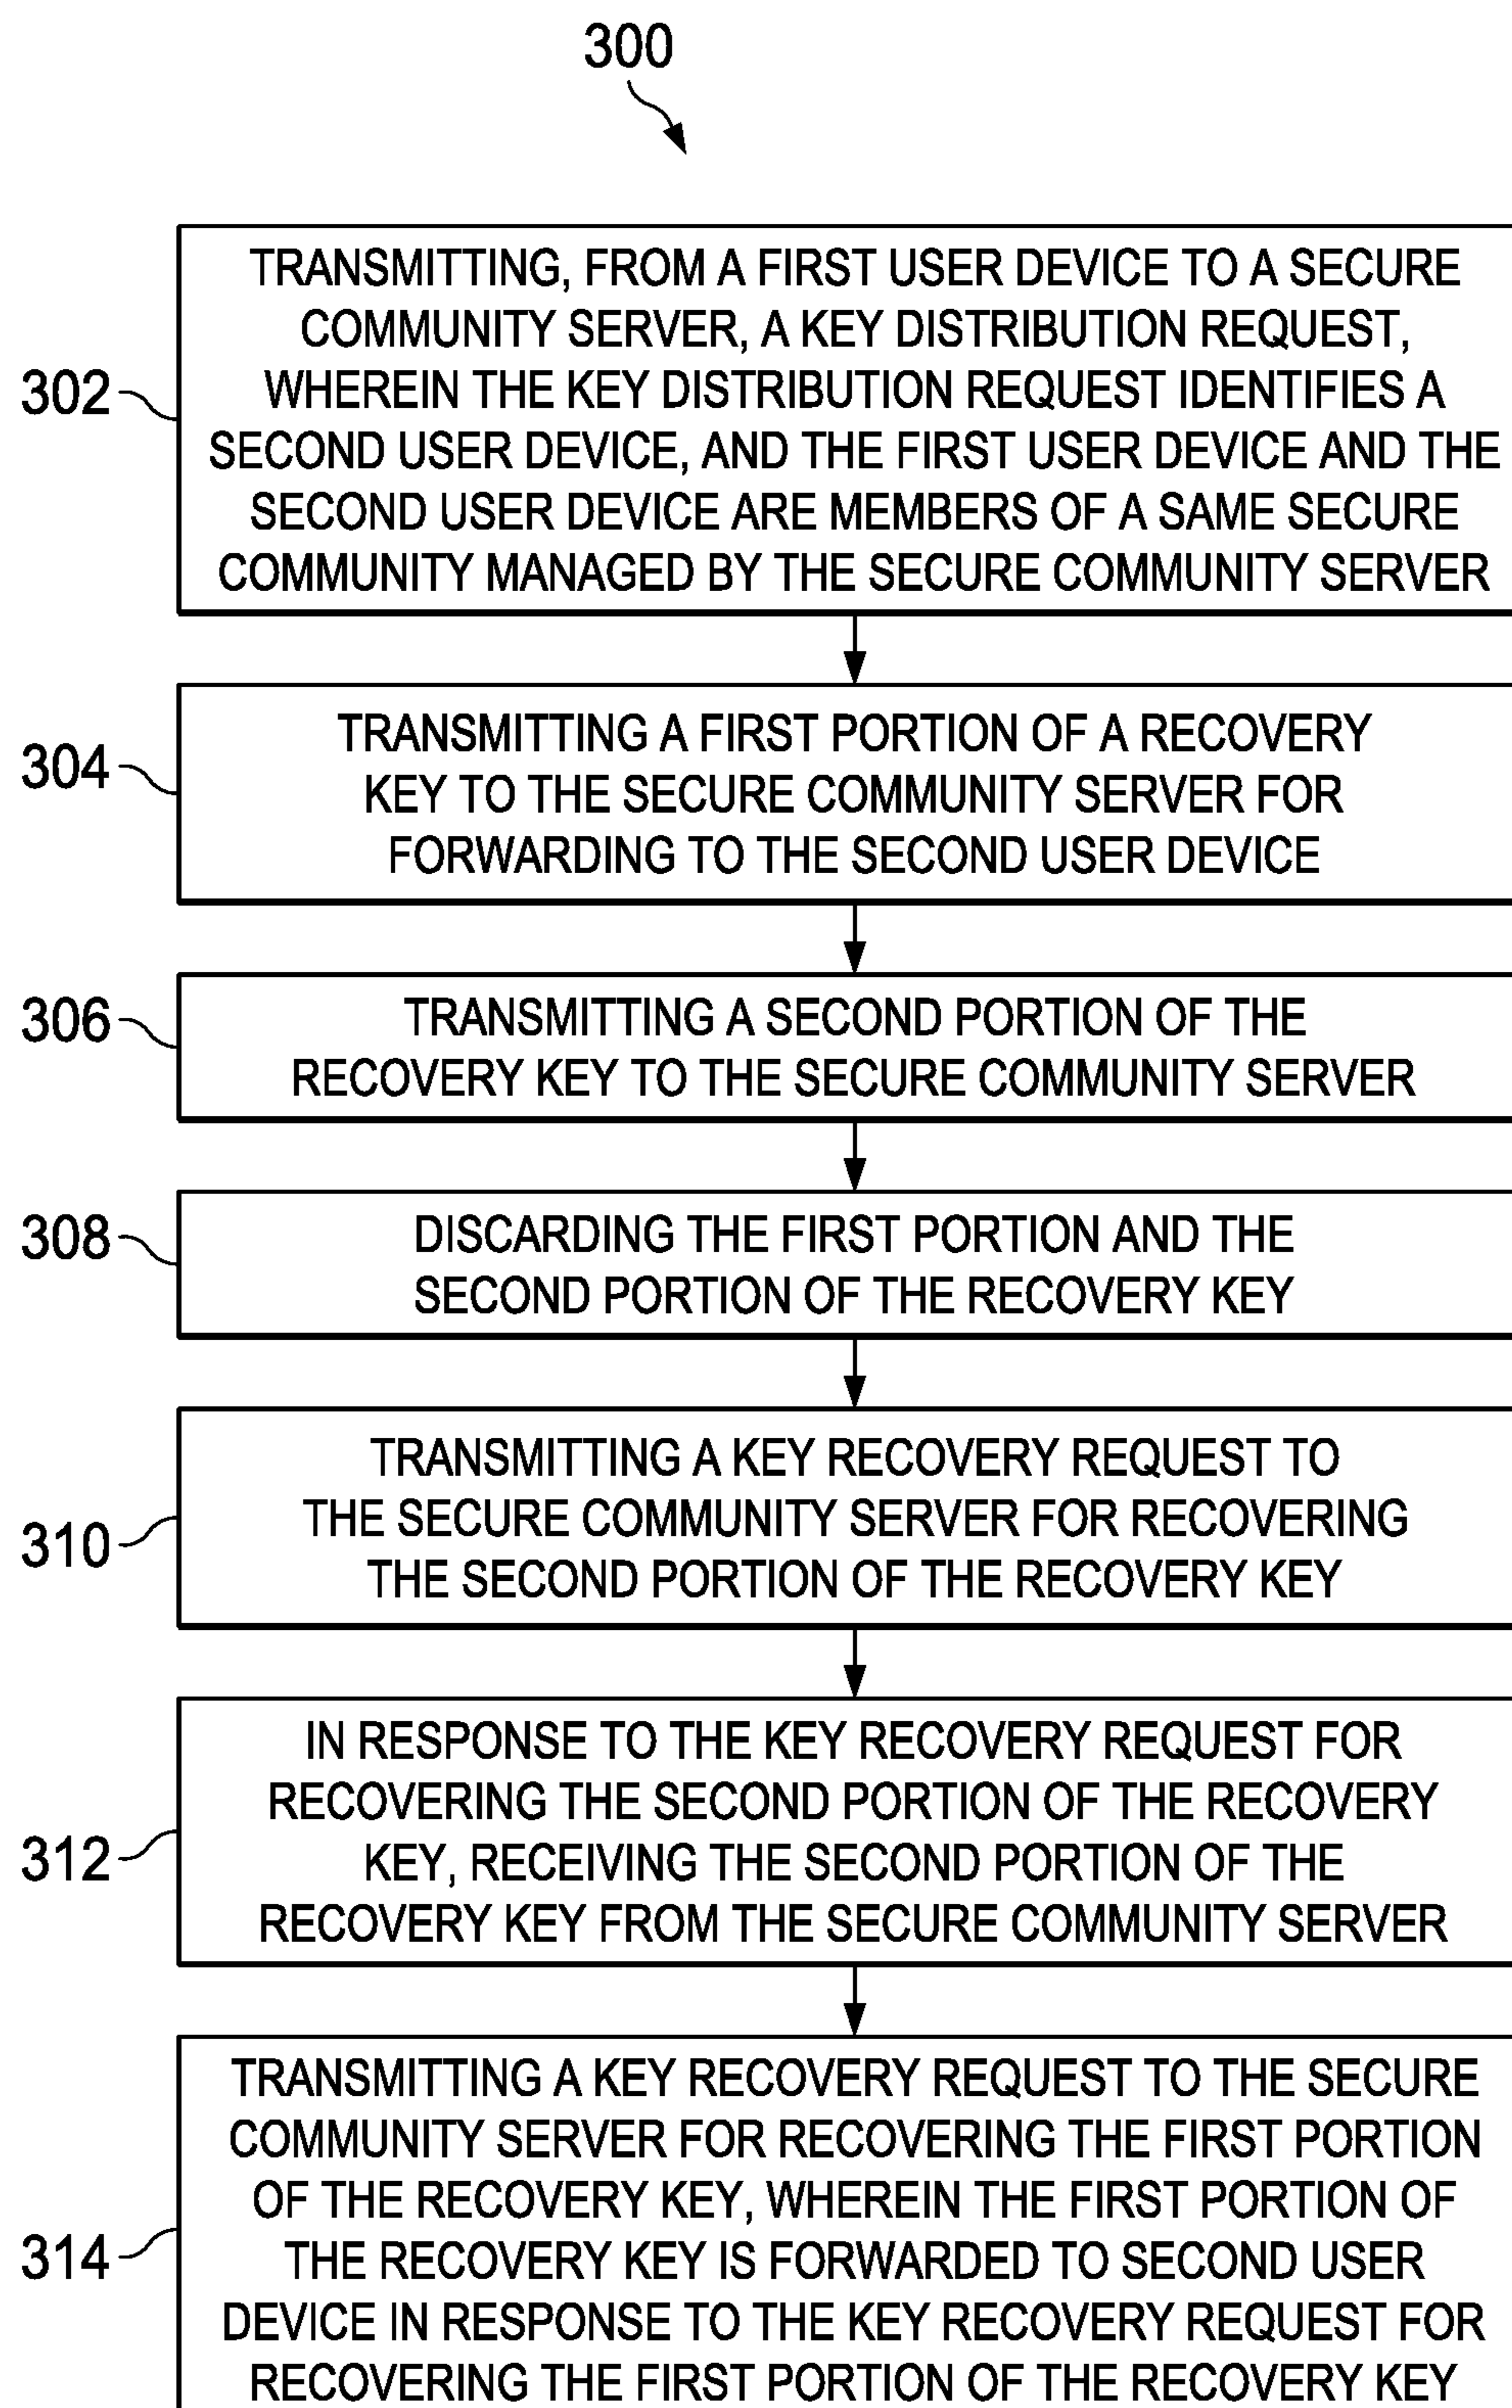 300
302
TRANSMITTING, FROM A FIRST USER DEVICE TO A SECURE
COMMUNITY SERVER, A KEY DISTRIBUTION REQUEST,
WHEREIN THE KEY DISTRIBUTION REQUEST IDENTIFIES A
SECOND USER DEVICE, AND THE FIRST USER DEVICE AND THE
SECOND USER DEVICE ARE MEMBERS OF A SAME SECURE
COMMUNITY MANAGED BY THE SECURE COMMUNITY SERVER
304
TRANSMITTING A FIRST PORTION OF A RECOVERY
KEY TO THE SECURE COMMUNITY SERVER FOR
FORWARDING TO THE SECOND USER DEVICE
306
TRANSMITTING A SECOND PORTION OF THE
RECOVERY KEY TO THE SECURE COMMUNITY SERVER
308
DISCARDING THE FIRST PORTION AND THE
SECOND PORTION OF THE RECOVERY KEY
310
TRANSMITTING A KEY RECOVERY REQUEST TO
THE SECURE COMMUNITY SERVER FOR RECOVERING
THE SECOND PORTION OF THE RECOVERY KEY
312
IN RESPONSE TO THE KEY RECOVERY REQUEST FOR
RECOVERING THE SECOND PORTION OF THE RECOVERY
KEY, RECEIVING THE SECOND PORTION OF THE
RECOVERY KEY FROM THE SECURE COMMUNITY SERVER
314
TRANSMITTING A KEY RECOVERY REQUEST TO THE SECURE
COMMUNITY SERVER FOR RECOVERING THE FIRST PORTION
OF THE RECOVERY KEY, WHEREIN THE FIRST PORTION OF
THE RECOVERY KEY IS FORWARDED TO SECOND USER
DEVICE IN RESPONSE TO THE KEY RECOVERY REQUEST FOR
RECOVERING THE FIRST PORTION OF THE RECOVERY KEY